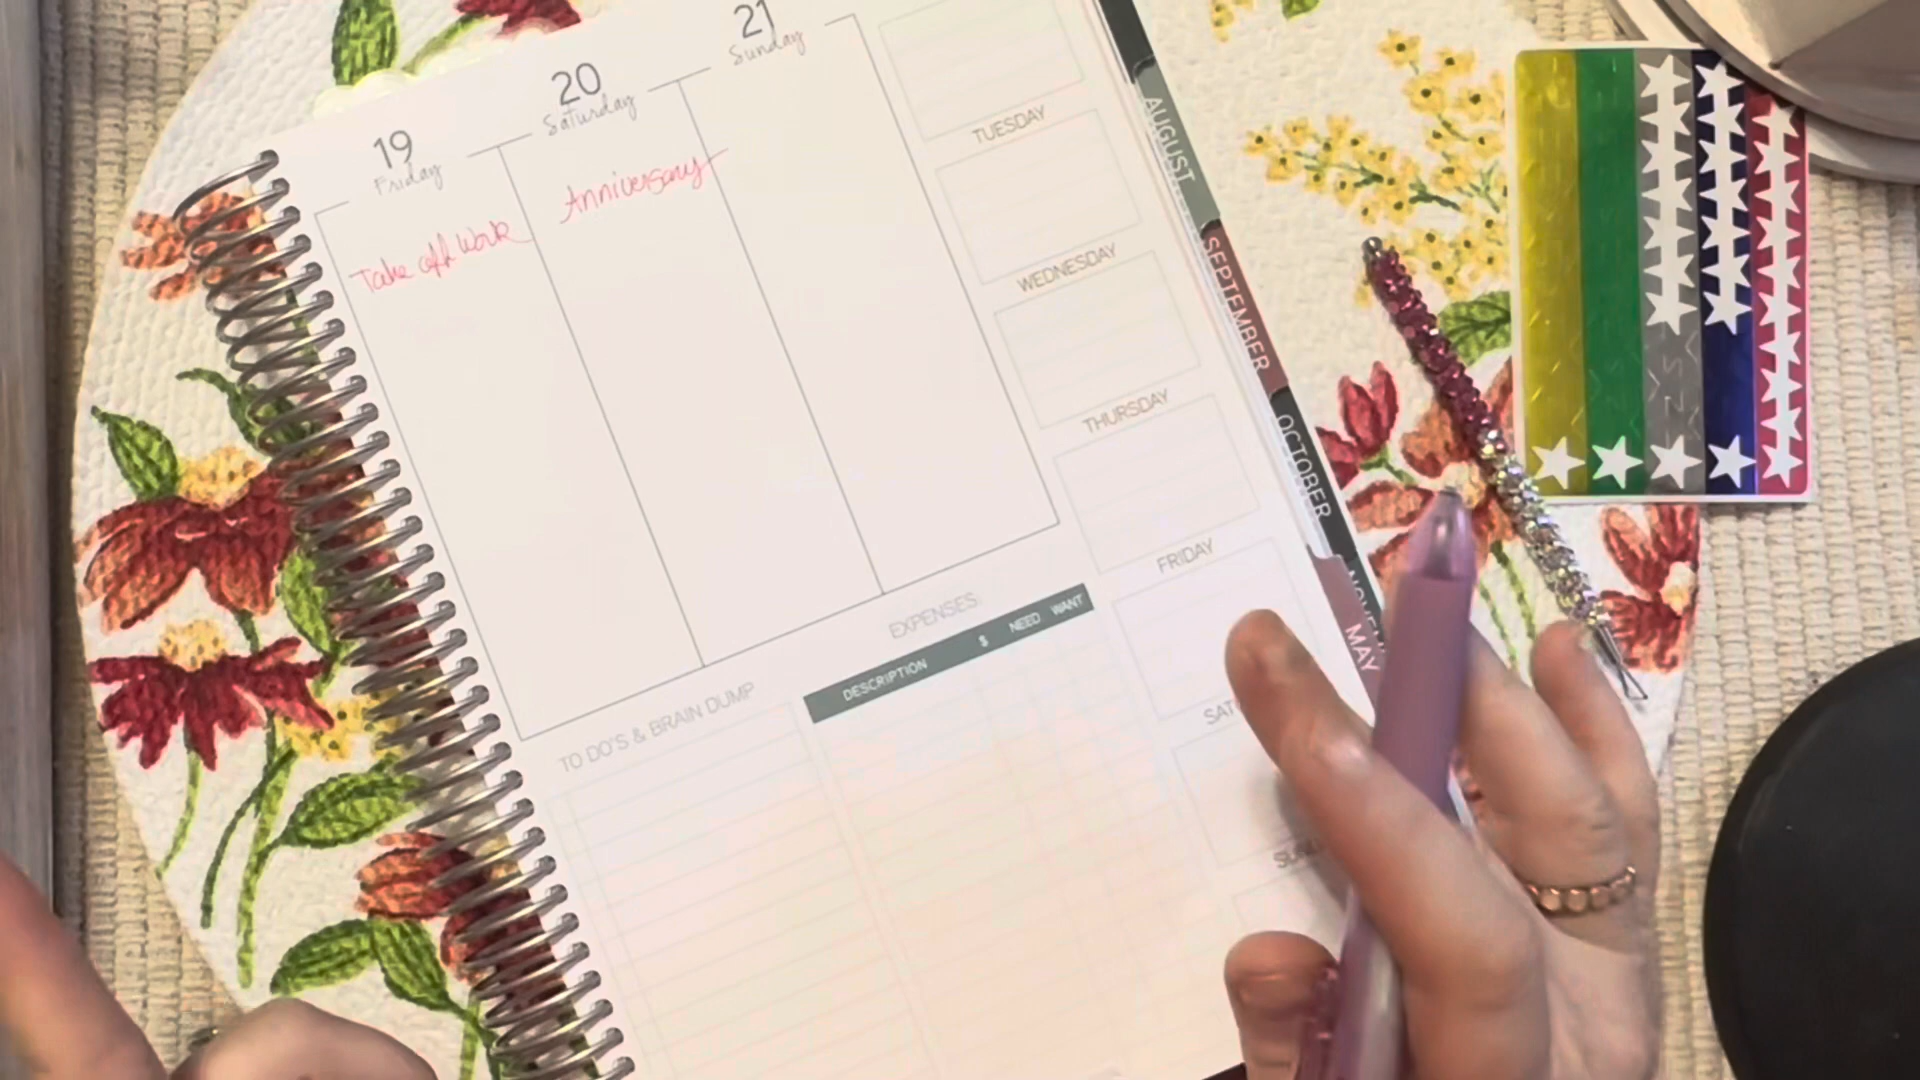 19
Friday
Take off work
20
Saturday
Anniversary
21
Sunday
TUESDAY
WEDNESDAY
THURSDAY
FRIDAY
EXPENSES
DESCRIPTION $ NEED WANT
TO DO'S & BRAIN DUMP
AUGUST
SEPTEMBER
OCTOBER
MAY